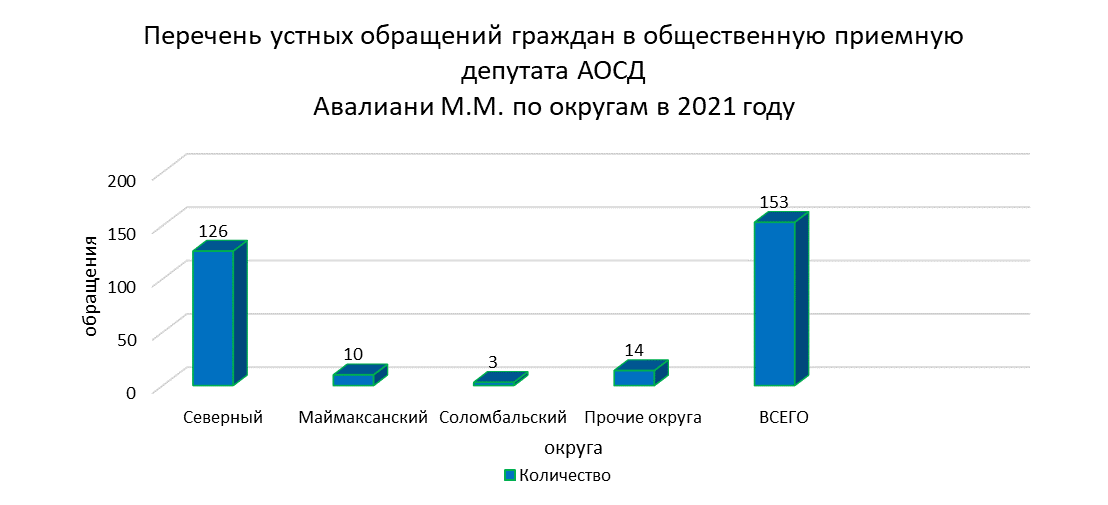 Перечень устных обращений граждан в общественную приемную
депутата АОСД
Авалиани М.М. по округам в 2021 году
200
150
100
50
0
обращения
126
10
3
14
153
Северный
Маймаксанский
Соломбальский
Прочие округа
ВСЕГО
округа
Количество